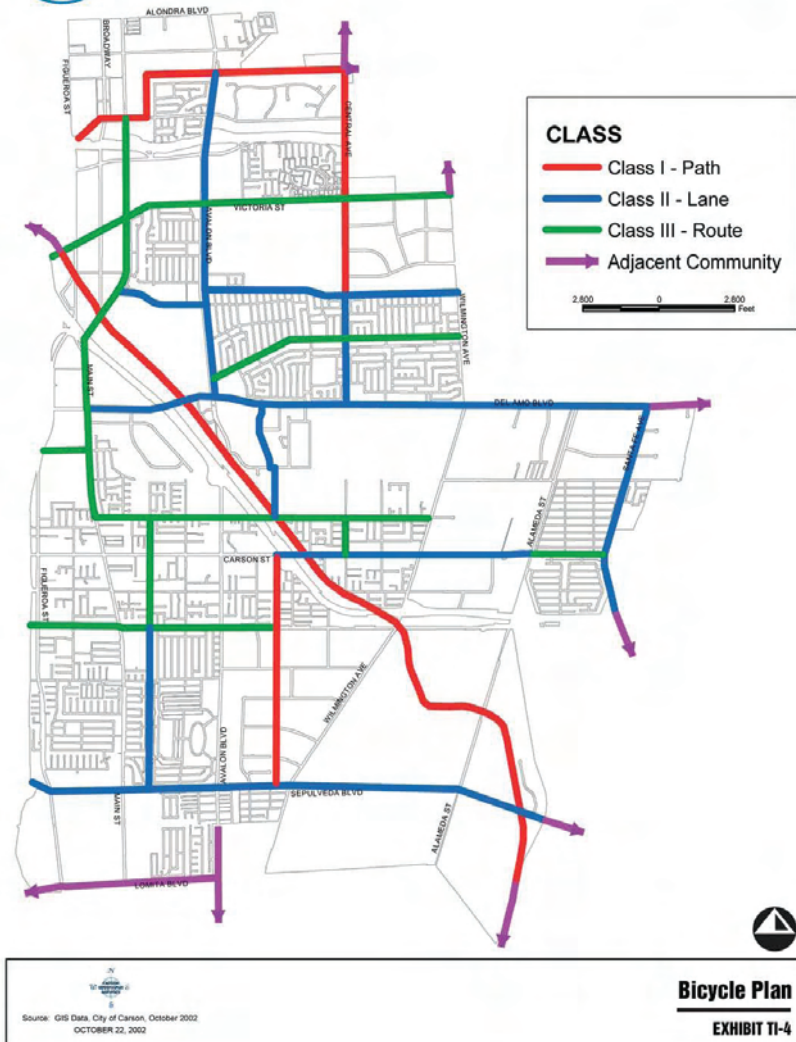 ALONDRA BLVD
BROADWAY
FIGUEROA ST
CENTRAL AVE
CLASS
Class I - Path
Class II - Lane
Class III - Route
Adjacent Community
2,800 0 2,800
Feet
VICTORIA ST
AVALON BLVD
WILMINGTON AVE
MAIN ST
DEL AMO BLVD
SANTA FE AVE
ALAMEDA ST
CARSON ST
FIGUEROA ST
WILMINGTON AVE
AVALON BLVD
MAIN ST
SEPULVEDA BLVD
ALAMEDA ST
LOMITA BLVD
Source: GIS Data, City of Carson, October 2002
OCTOBER 22, 2002
Bicycle Plan
EXHIBIT TI-4